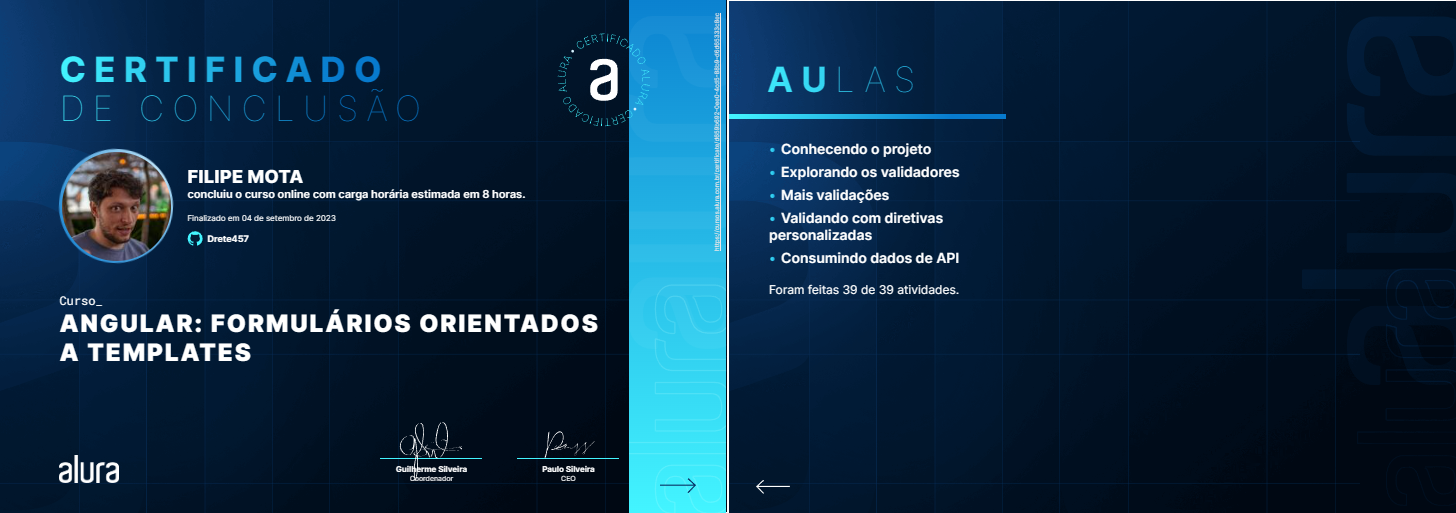 CERTIFICADO
DE CONCLUSÃO
CERTIFICADO ALURA • CERTIFICADO ALURA •
a
FILIPE MOTA
concluiu o curso online com carga horária estimada em 8 horas.
Finalizado em 04 de setembro de 2023
Drete457
Curso_
ANGULAR: FORMULÁRIOS ORIENTADOS
A TEMPLATES
alura
Guilherme Silveira
Coordenador
Paulo Silveira
CEO
alura
AULAS
• Conhecendo o projeto
• Explorando os validadores
• Mais validações
• Validando com diretivas
personalizadas
• Consumindo dados de API
Foram feitas 39 de 39 atividades.
alura
alura